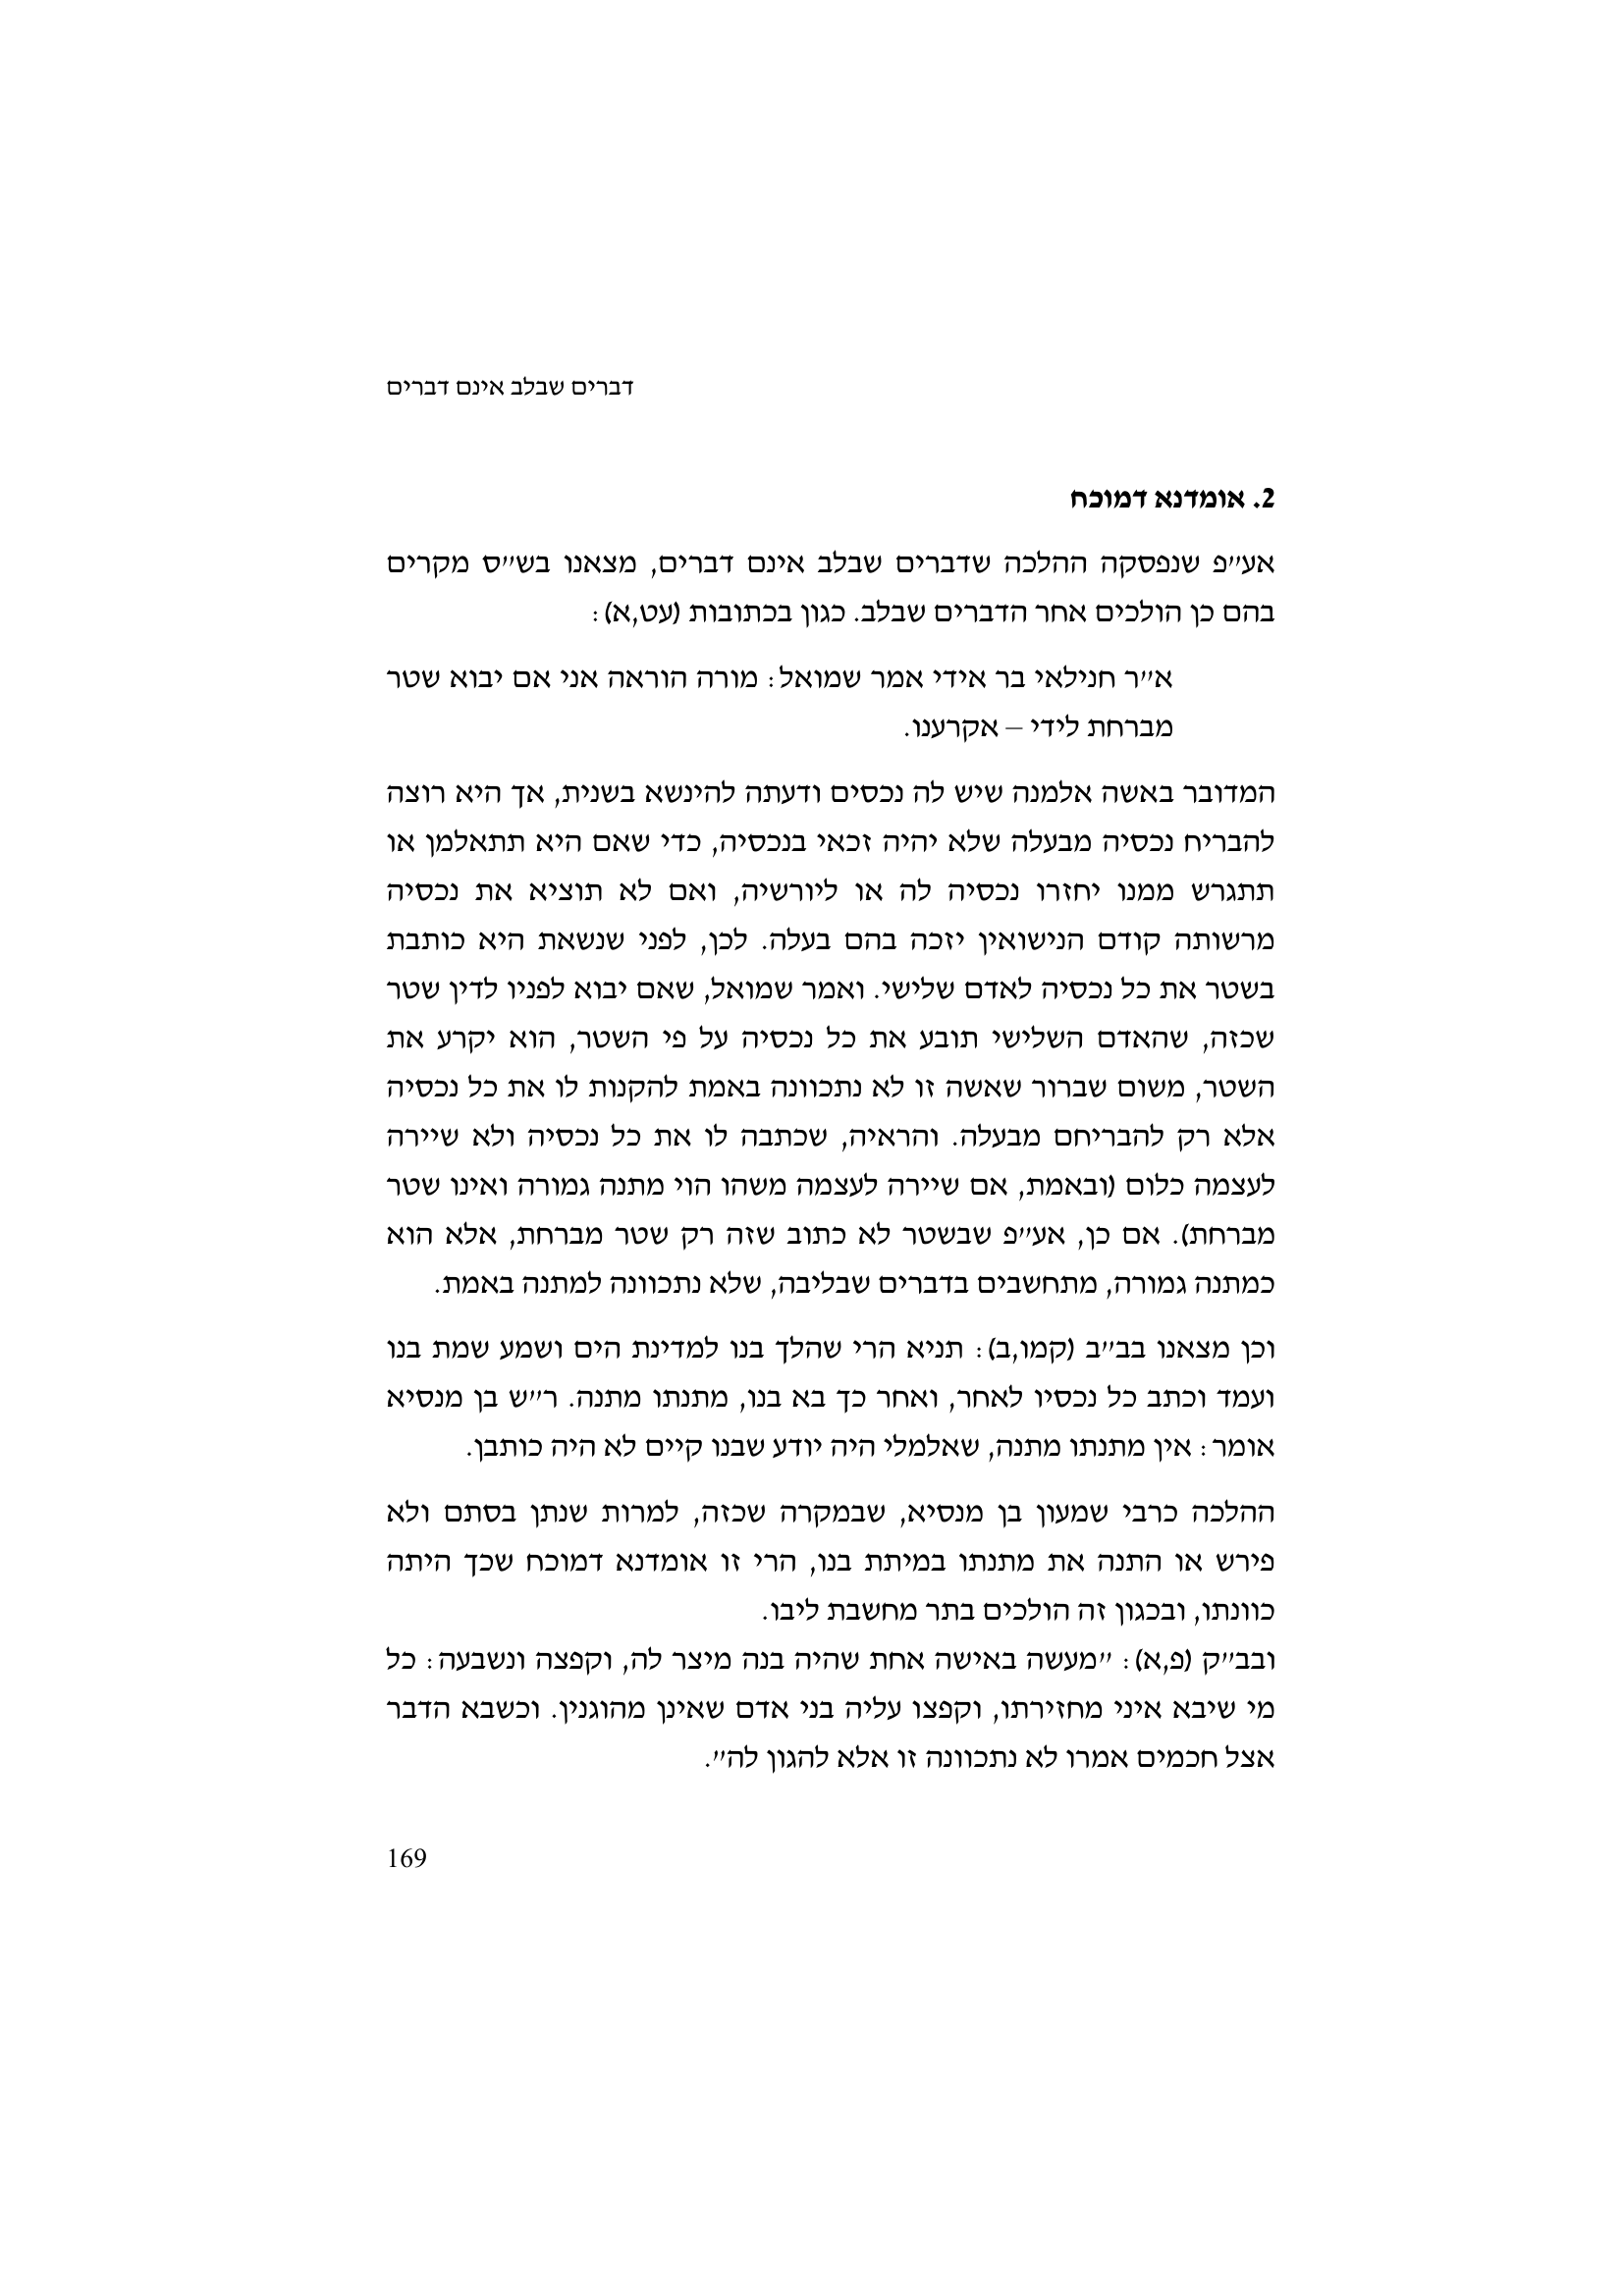 דברים שבלב אינם דברים
2. אומדנא דמוכח
אע״פ שנפסקה ההלכה שדברים שבלב אינם דברים, מצאנו בש״ס מקרים
בהם כן הולכים אחר הדברים שבלב. כגון בכתובות (עט,א):
א״ר חנילאי בר אידי אמר שמואל: מורה הוראה אני אם יבוא שטר
מברחת לידי – אקרענו.
המדובר באשה אלמנה שיש לה נכסים ודעתה להינשא בשנית, אך היא רוצה
להבריח נכסיה מבעלה שלא יהיה זכאי בנכסיה, כדי שאם היא תתאלמן או
תתגרש ממנו יחזרו נכסיה לה או ליורשיה, ואם לא תוציא את נכסיה
מרשותה קודם הנישואין יזכה בהם בעלה. לכן, לפני שנשאת היא כותבת
בשטר את כל נכסיה לאדם שלישי. ואמר שמואל, שאם יבוא לפניו לדין שטר
שכזה, שהאדם השלישי תובע את כל נכסיה על פי השטר, הוא יקרע את
השטר, משום שברור שאשה זו לא נתכוונה באמת להקנות לו את כל נכסיה
אלא רק להבריחם מבעלה. והראיה, שכתבה לו את כל נכסיה ולא שיירה
לעצמה כלום (ובאמת, אם שיירה לעצמה משהו הוי מתנה גמורה ואינו שטר
מברחת). אם כן, אע״פ שבשטר לא כתוב שזה רק שטר מברחת, אלא הוא
כמתנה גמורה, מתחשבים בדברים שבליבה, שלא נתכוונה למתנה באמת.
וכן מצאנו בב״ב (קמו,ב): תניא הרי שהלך בנו למדינת הים ושמע שמת בנו
ועמד וכתב כל נכסיו לאחר, ואחר כך בא בנו, מתנתו מתנה. ר״ש בן מנסיא
אומר: אין מתנתו מתנה, שאלמלי היה יודע שבנו קיים לא היה כותבן.
ההלכה כרבי שמעון בן מנסיא, שבמקרה שכזה, למרות שנתן בסתם ולא
פירש או התנה את מתנתו במיתת בנו, הרי זו אומדנא דמוכח שכך היתה
כוונתו, ובכגון זה הולכים בתר מחשבת ליבו.
ובב״ק (פ,א): ״מעשה באישה אחת שהיה בנה מיצר לה, וקפצה ונשבעה: כל
מי שיבא איני מחזירתו, וקפצו עליה בני אדם שאינן מהוגנין. וכשבא הדבר
אצל חכמים אמרו לא נתכוונה זו אלא להגון לה״.
169